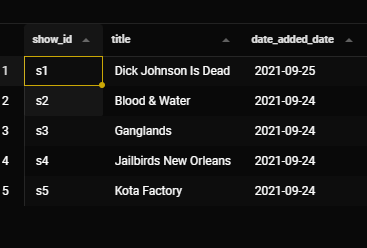 show_id title date_added_date
1 s1 Dick Johnson Is Dead 2021-09-25
2 s2 Blood & Water 2021-09-24
3 s3 Ganglands 2021-09-24
4 s4 Jailbirds New Orleans 2021-09-24
5 s5 Kota Factory 2021-09-24